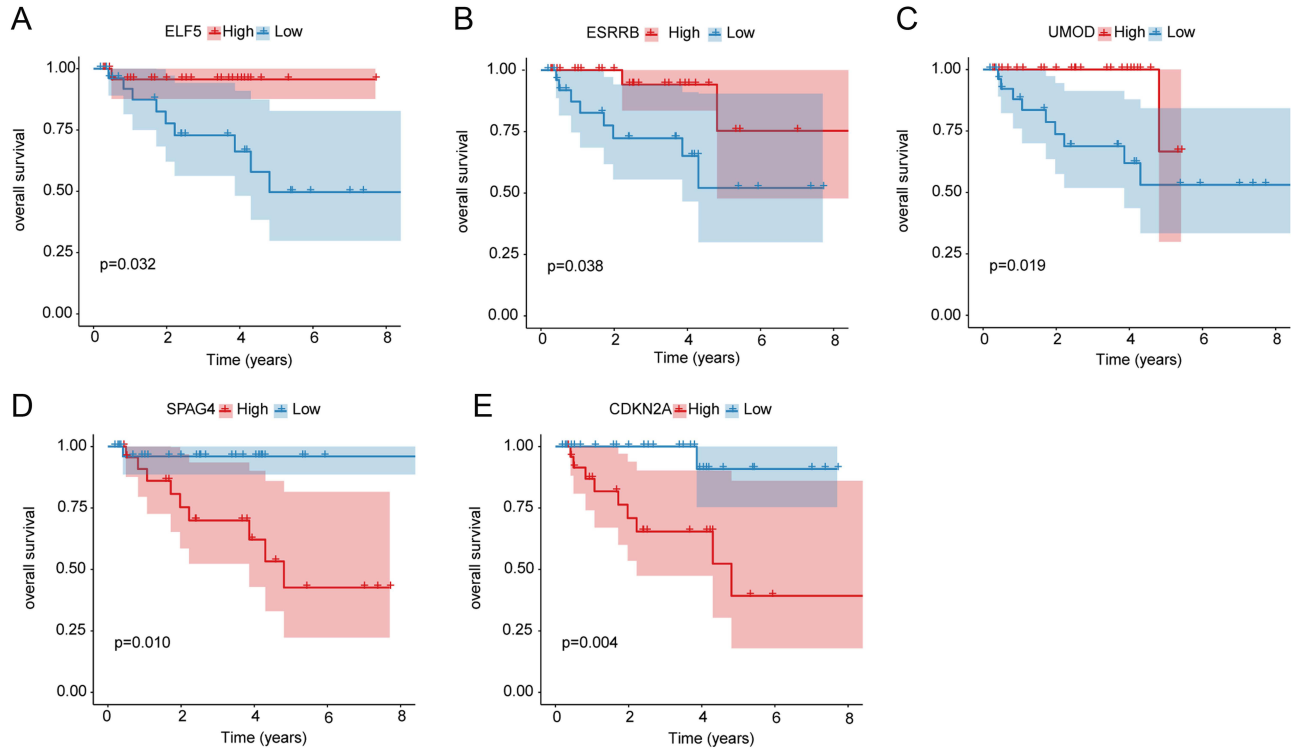 A
ELF5 High Low
overall survival
1.00
0.75
0.50
0.25
0.00
p=0.032
0 2 4 6 8
Time (years)
B
ESRRB High Low
overall survival
1.00
0.75
0.50
0.25
0.00
p=0.038
0 2 4 6 8
Time (years)
C
UMOD High Low
overall survival
1.00
0.75
0.50
0.25
0.00
p=0.019
0 2 4 6 8
Time (years)
D
SPAG4 High Low
overall survival
1.00
0.75
0.50
0.25
0.00
p=0.010
0 2 4 6 8
Time (years)
E
CDKN2A High Low
overall survival
1.00
0.75
0.50
0.25
0.00
p=0.004
0 2 4 6 8
Time (years)